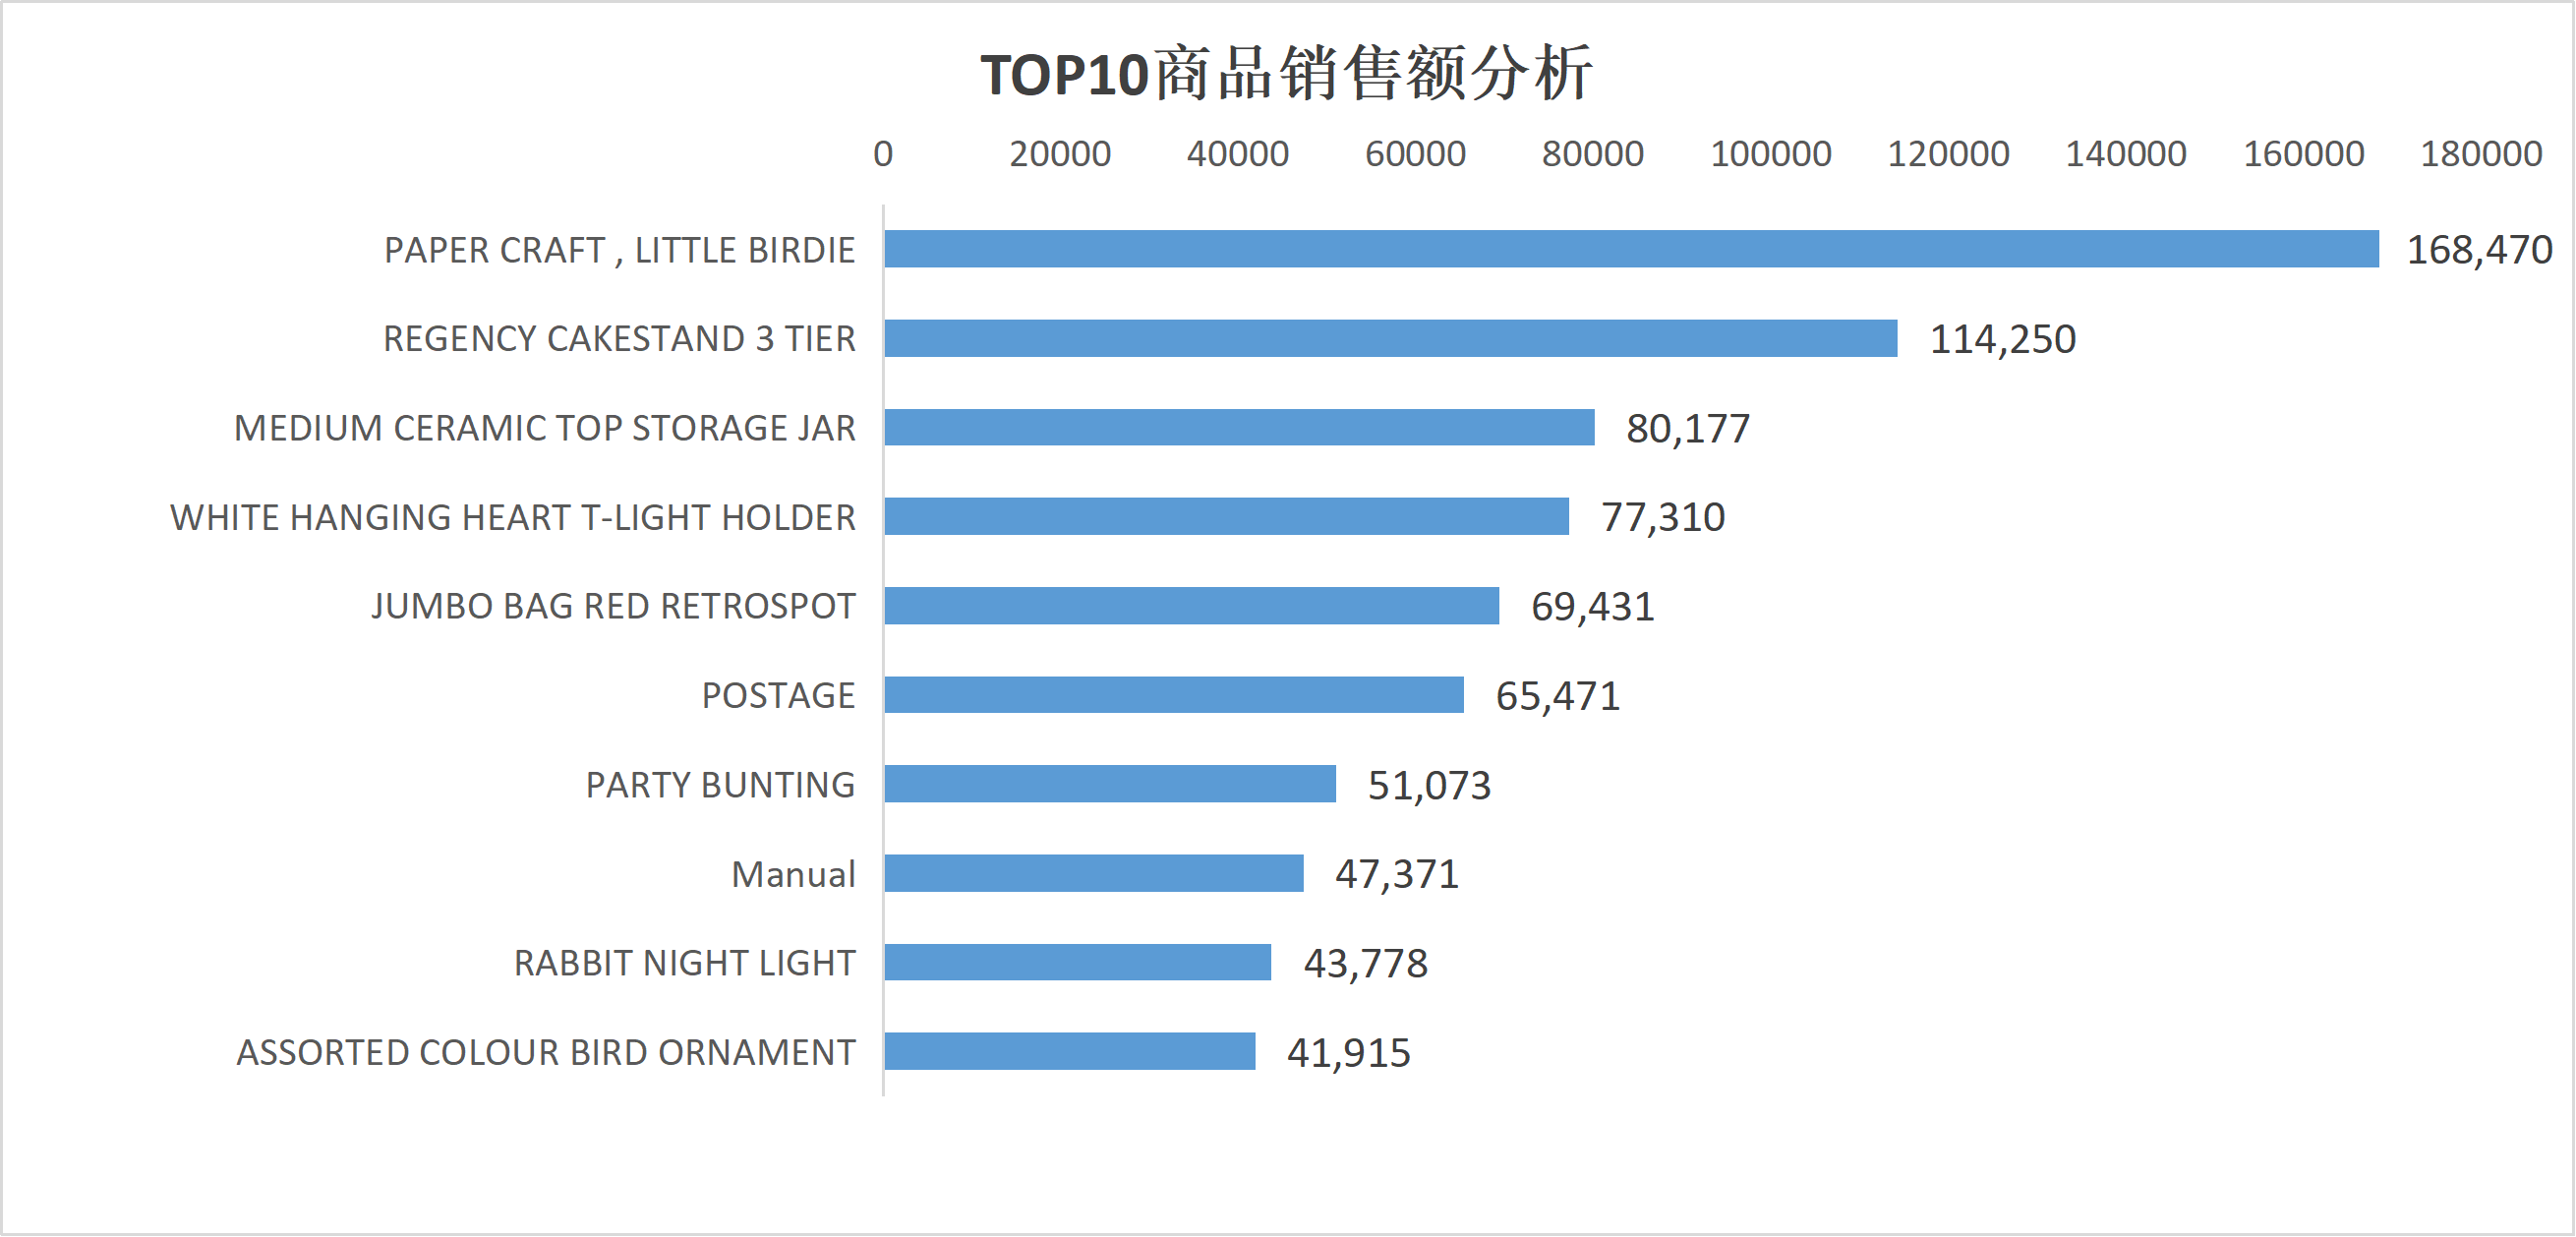 TOP10商品销售额分析
0 20000 40000 60000 80000 100000 120000 140000 160000 180000
PAPER CRAFT , LITTLE BIRDIE 168,470
REGENCY CAKESTAND 3 TIER 114,250
MEDIUM CERAMIC TOP STORAGE JAR 80,177
WHITE HANGING HEART T-LIGHT HOLDER 77,310
JUMBO BAG RED RETROSPOT 69,431
POSTAGE 65,471
PARTY BUNTING 51,073
Manual 47,371
RABBIT NIGHT LIGHT 43,778
ASSORTED COLOUR BIRD ORNAMENT 41,915